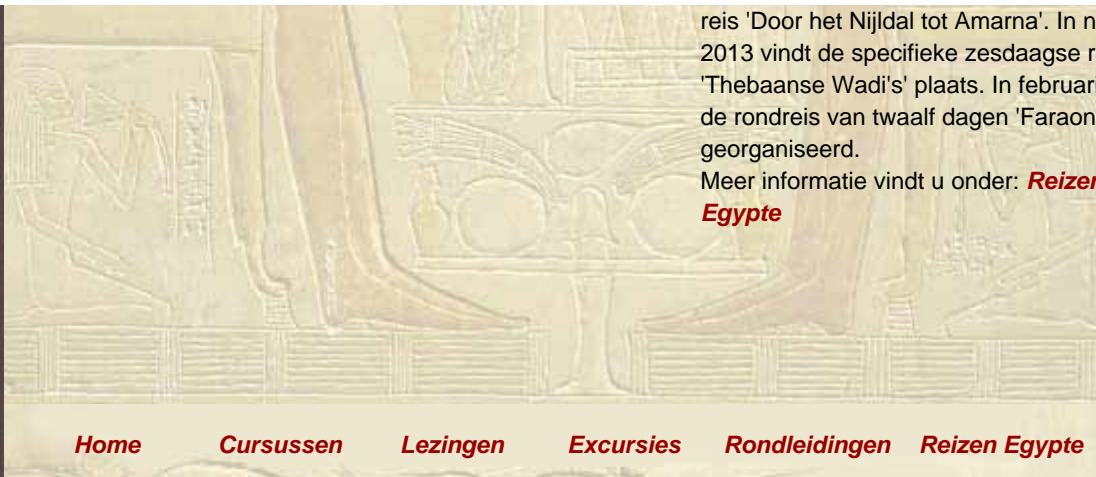 reis 'Door het Nijldal tot Amarna'. In n
2013 vindt de specifieke zesdaagse r
'Thebaanse Wadi's' plaats. In februari
de rondreis van twaalf dagen 'Faraon
georganiseerd.
Meer informatie vindt u onder: Reizen
Egypte
Home Cursussen Lezingen Excursies Rondleidingen Reizen Egypte